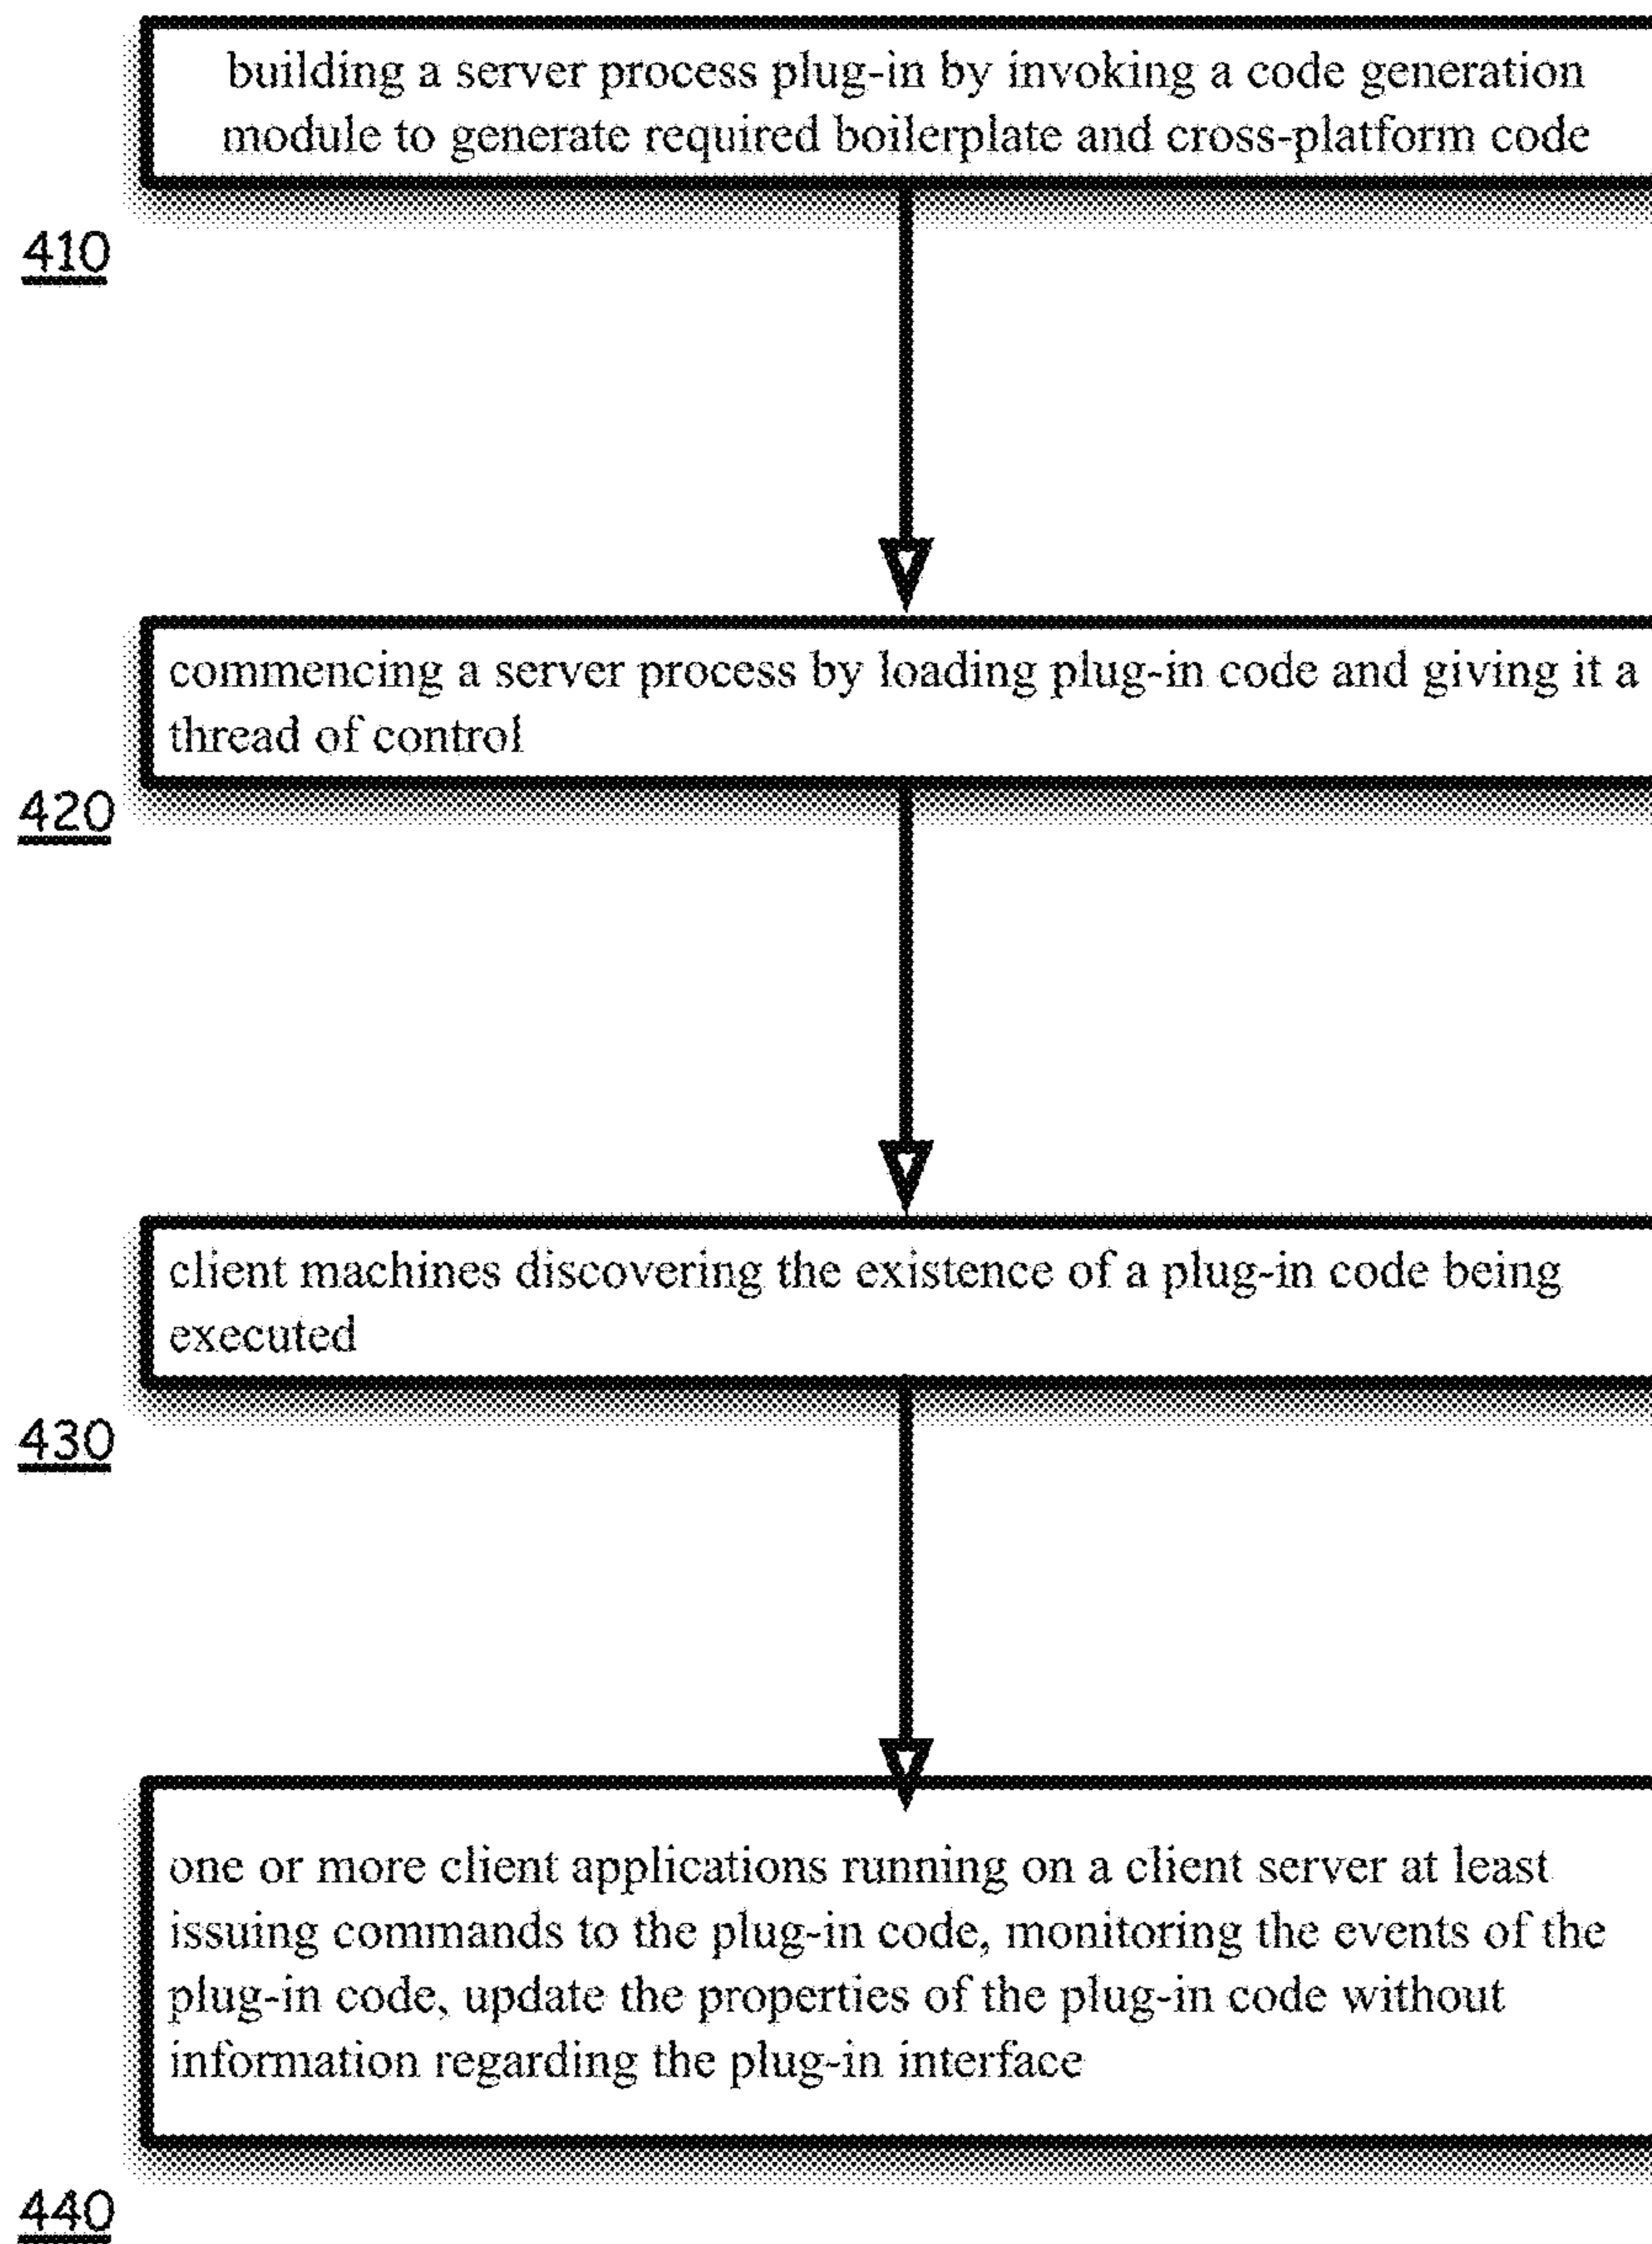 building a server process plug-in by invoking a code generation
module to generate required boilerplate and cross-platform code
410
commencing a server process by loading plug-in code and giving it a
thread of control
420
client machines discovering the existence of a plug-in code being
executed
430
one or more client applications running on a client server at least
issuing commands to the plug-in code, monitoring the events of the
plug-in code, update the properties of the plug-in code without
information regarding the plug-in interface
440